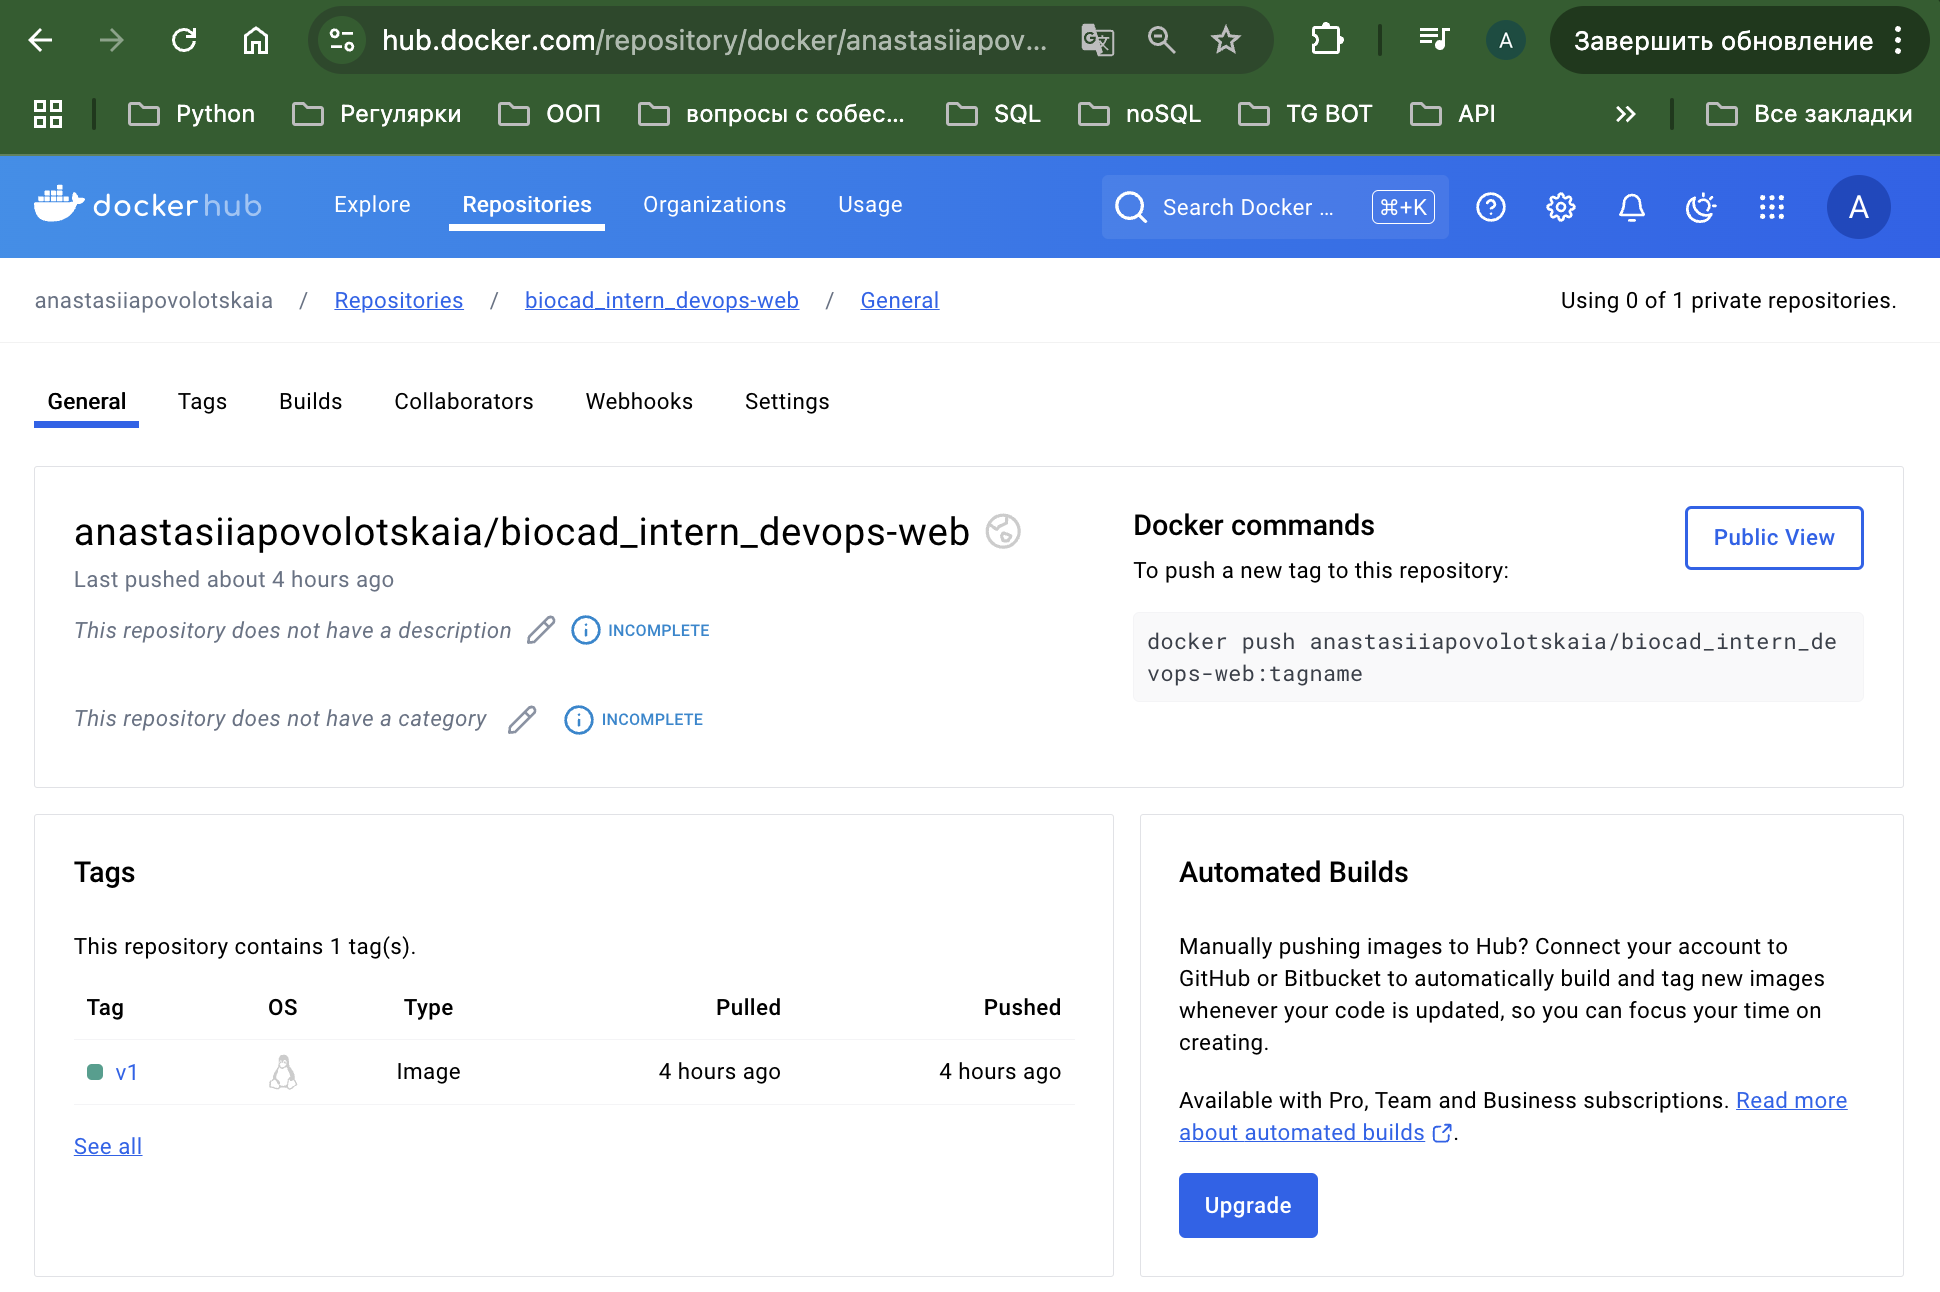 hub.docker.com/repository/docker/anastasiiapov...
A
Завершить обновление
Python
Регулярки
ООП
вопросы с собес...
SQL
noSQL
TG BOT
API
Все закладки
dockerhub
Explore
Repositories
Organizations
Usage
Search Docker ...
⌘+K
A
anastasiiapovolotskaia / Repositories / biocad_intern_devops-web / General
Using 0 of 1 private repositories.
General
Tags
Builds
Collaborators
Webhooks
Settings
anastasiiapovolotskaia/biocad_intern_devops-web
Last pushed about 4 hours ago
This repository does not have a description
INCOMPLETE
This repository does not have a category
INCOMPLETE
Docker commands
Public View
To push a new tag to this repository:
docker push anastasiiapovolotskaia/biocad_intern_de
vops-web:tagname
Tags
This repository contains 1 tag(s).
Tag OS Type Pulled Pushed
v1 Image 4 hours ago 4 hours ago
See all
Automated Builds
Manually pushing images to Hub? Connect your account to
GitHub or Bitbucket to automatically build and tag new images
whenever your code is updated, so you can focus your time on
creating.
Available with Pro, Team and Business subscriptions. Read more
about automated builds.
Upgrade